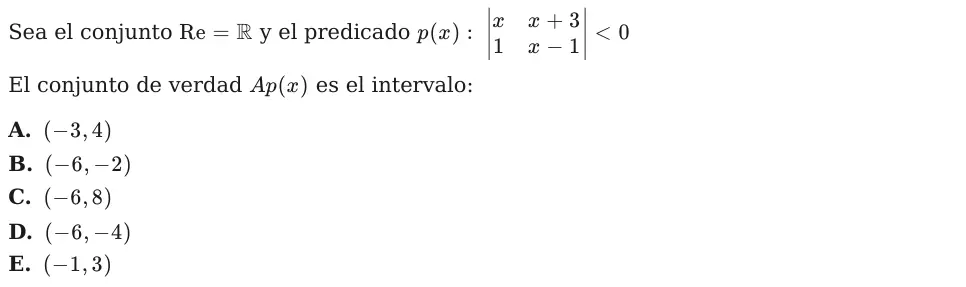 Sea el conjunto Re = ℝ y el predicado p(x) : |x x + 3|
|1 x − 1| < 0
El conjunto de verdad Ap(x) es el intervalo:
A. (−3, 4)
B. (−6, −2)
C. (−6, 8)
D. (−6, −4)
E. (−1, 3)